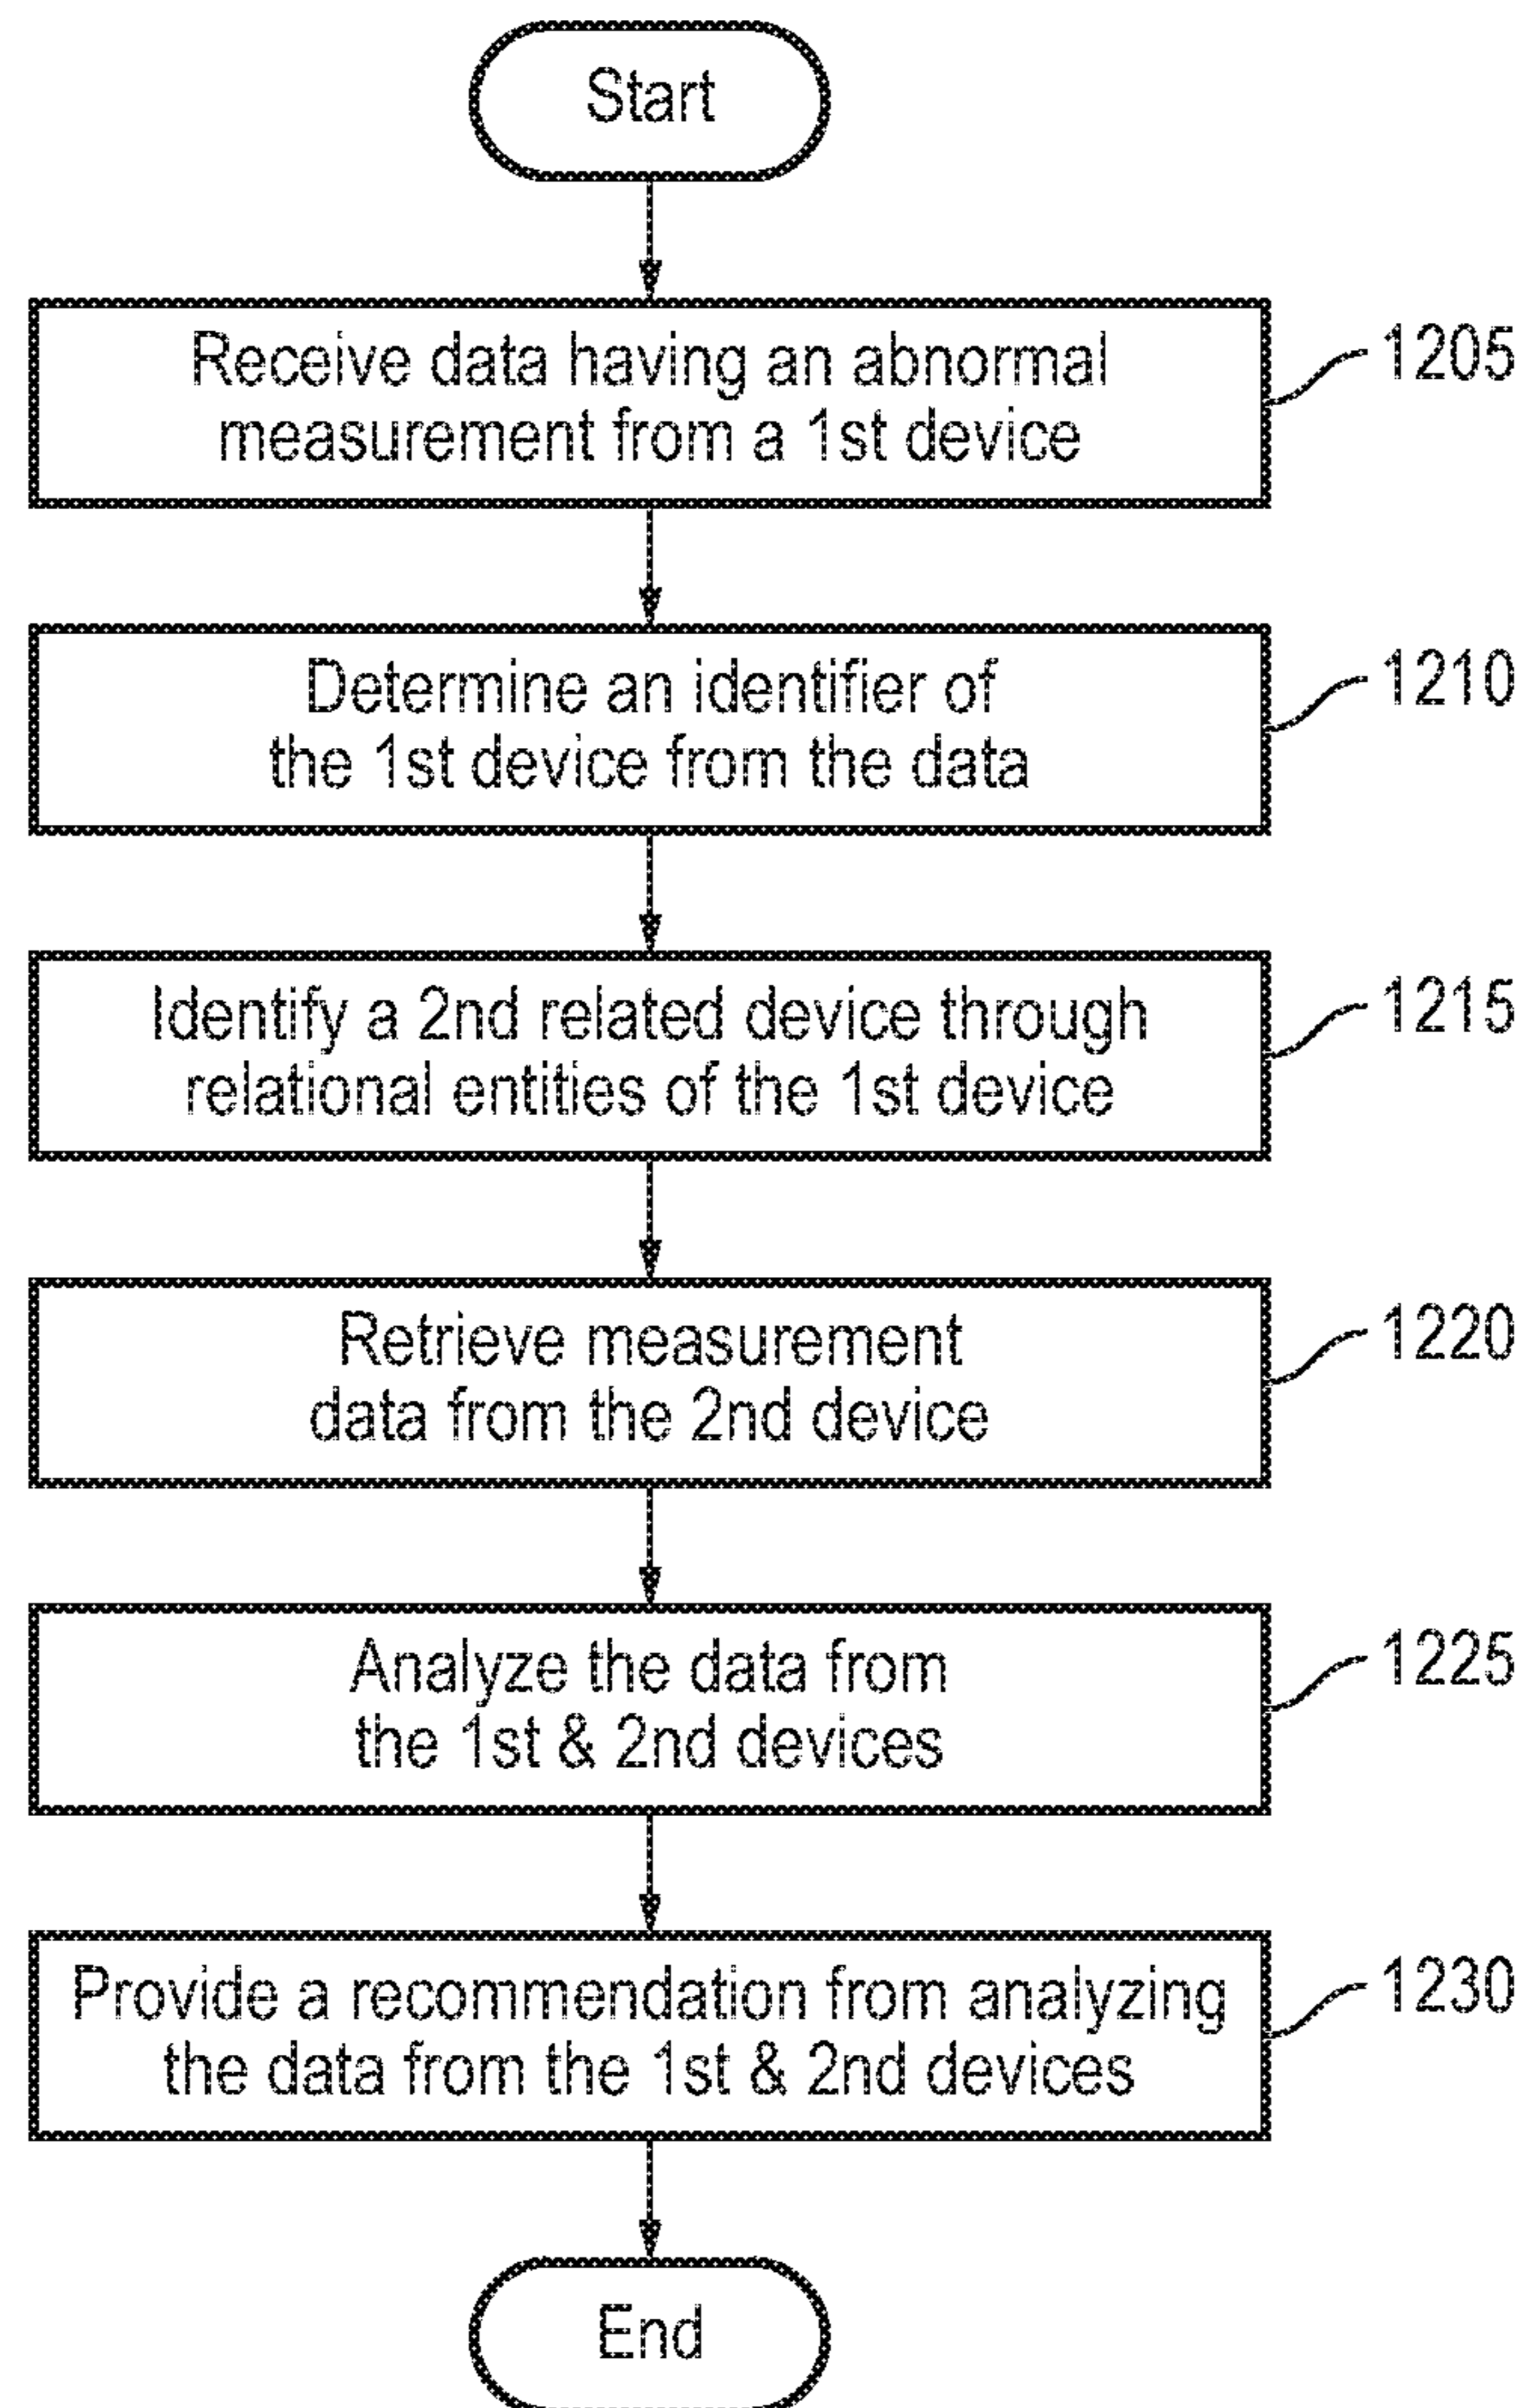 Start
Receive data having an abnormal
measurement from a 1st device
1205
Determine an identifier of
the 1st device from the data
1210
Identify a 2nd related device through
relational entities of the 1st device
1215
Retrieve measurement
data from the 2nd device
1220
Analyze the data from
the 1st & 2nd devices
1225
Provide a recommendation from analyzing
the data from the 1st & 2nd devices
1230
End